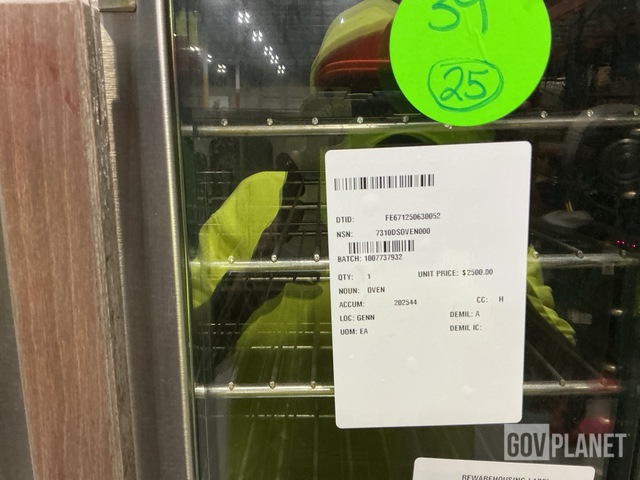 39
25
DTID: FE671250630052
NSN: 7310DSOVEN000
BATCH: 1007737932
QTY: 1 UNIT PRICE: $2500.00
NOUN: OVEN
ACCUM: 202544 CC: H
LOC: GENN DEMIL: A
UOM: EA DEMIL IC:
GOVPLANET
REWAREHOUSING LABEL